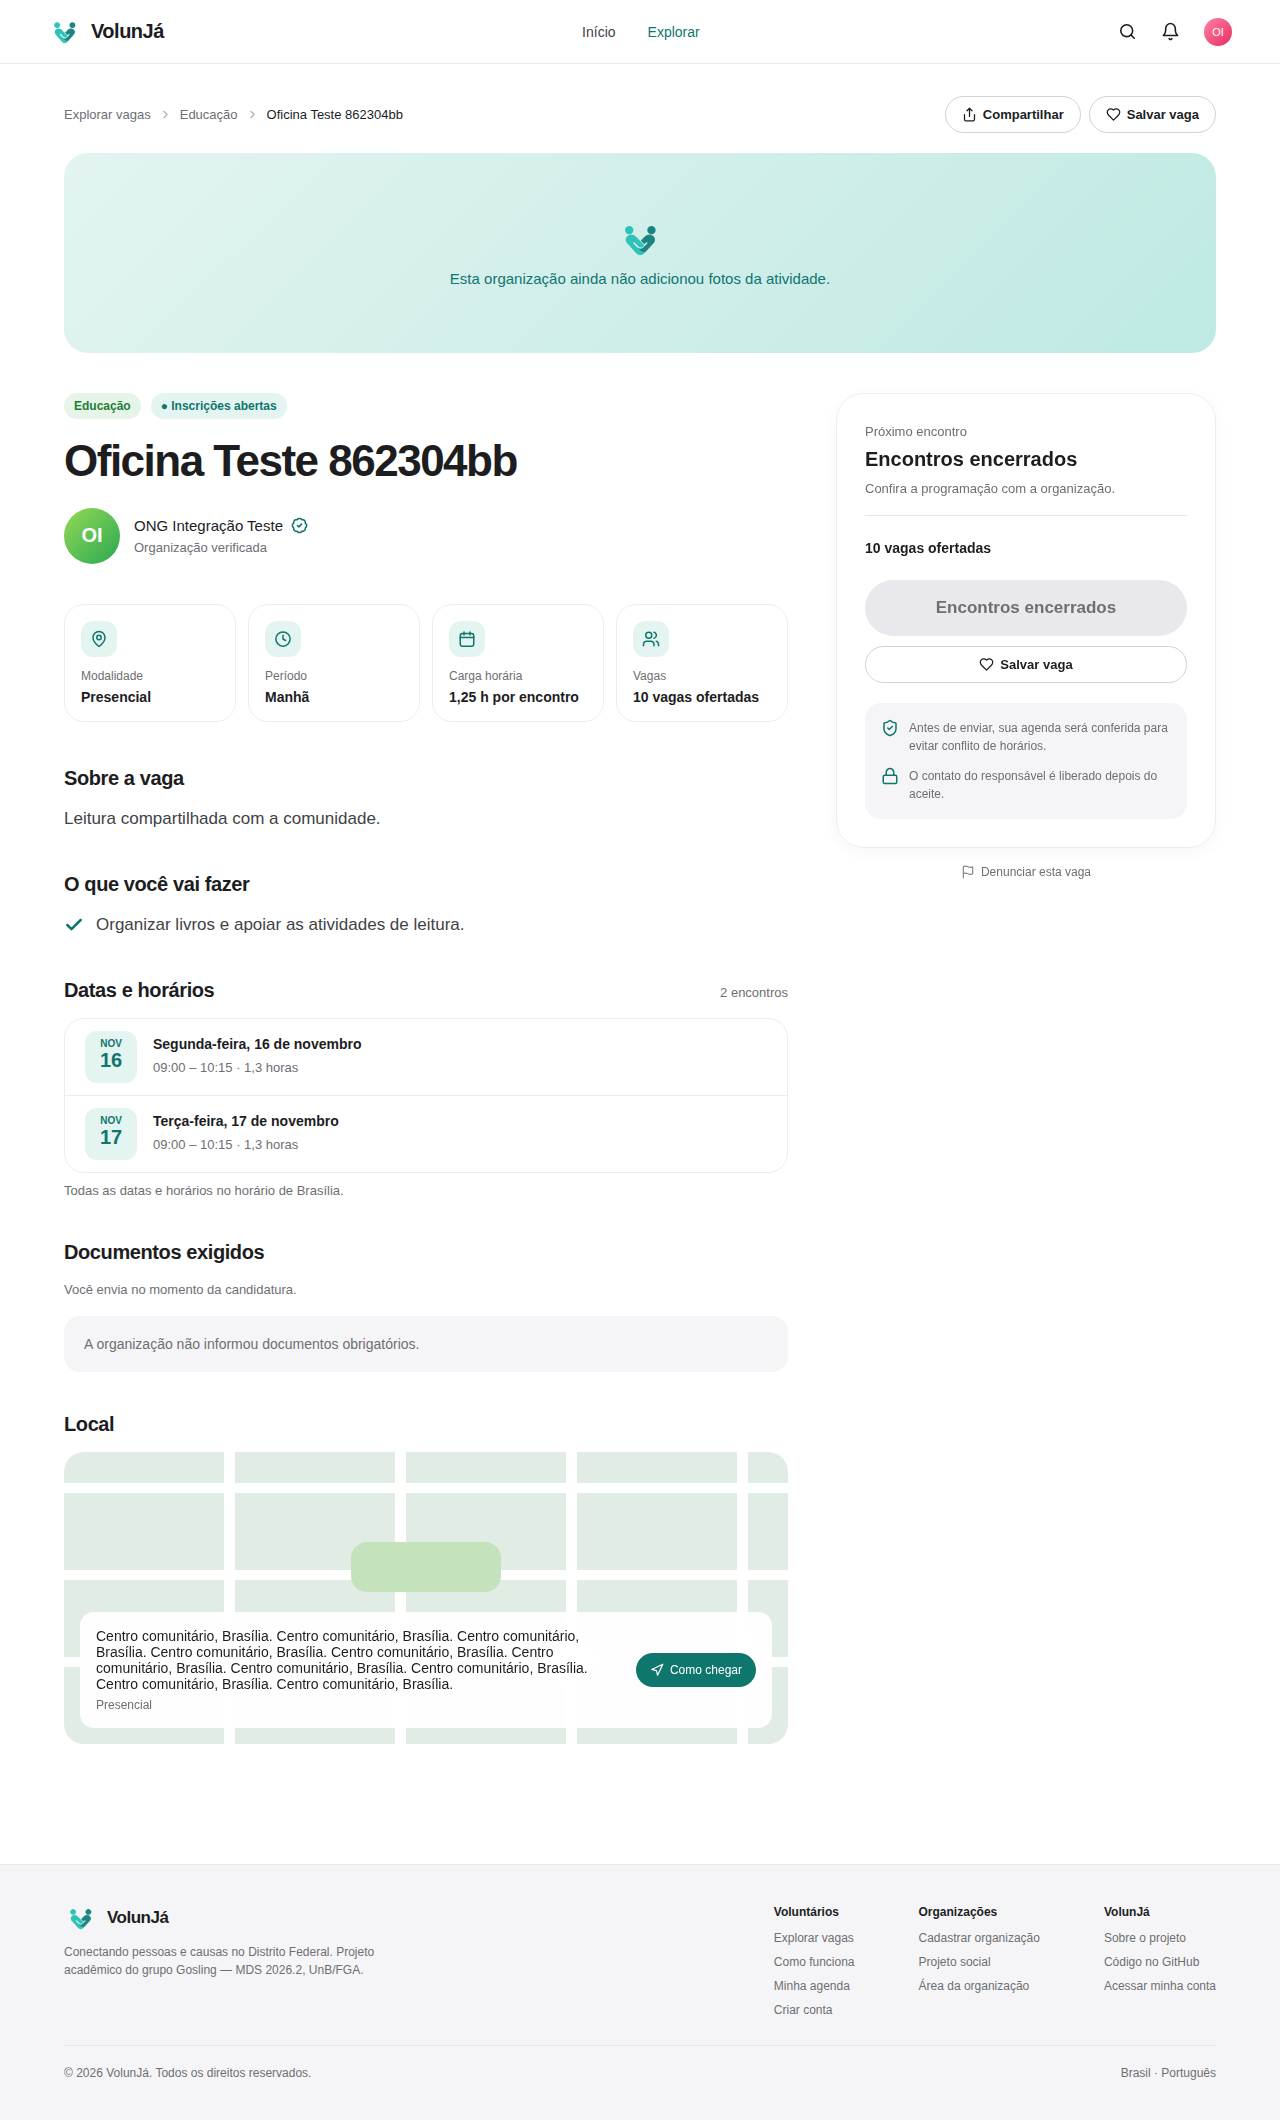 VolunJá
Início
Explorar
OI
Explorar vagas
Educação
Oficina Teste 862304bb
Compartilhar
Salvar vaga
Esta organização ainda não adicionou fotos da atividade.
Educação
● Inscrições abertas
Oficina Teste 862304bb
OI
ONG Integração Teste
Organização verificada
Modalidade
Presencial
Período
Manhã
Carga horária
1,25 h por encontro
Vagas
10 vagas ofertadas
Próximo encontro
Encontros encerrados
Confira a programação com a organização.
10 vagas ofertadas
Encontros encerrados
Salvar vaga
Antes de enviar, sua agenda será conferida para
evitar conflito de horários.
O contato do responsável é liberado depois do
aceite.
Denunciar esta vaga
Sobre a vaga
Leitura compartilhada com a comunidade.
O que você vai fazer
Organizar livros e apoiar as atividades de leitura.
Datas e horários
2 encontros
NOV
16
Segunda-feira, 16 de novembro
09:00 – 10:15 · 1,3 horas
NOV
17
Terça-feira, 17 de novembro
09:00 – 10:15 · 1,3 horas
Todas as datas e horários no horário de Brasília.
Documentos exigidos
Você envia no momento da candidatura.
A organização não informou documentos obrigatórios.
Local
Centro comunitário, Brasília. Centro comunitário, Brasília. Centro comunitário,
Brasília. Centro comunitário, Brasília. Centro comunitário, Brasília. Centro
comunitário, Brasília. Centro comunitário, Brasília. Centro comunitário, Brasília.
Centro comunitário, Brasília. Centro comunitário, Brasília.
Presencial
Como chegar
VolunJá
Conectando pessoas e causas no Distrito Federal. Projeto
acadêmico do grupo Gosling — MDS 2026.2, UnB/FGA.
Voluntários
Explorar vagas
Como funciona
Minha agenda
Criar conta
Organizações
Cadastrar organização
Projeto social
Área da organização
VolunJá
Sobre o projeto
Código no GitHub
Acessar minha conta
© 2026 VolunJá. Todos os direitos reservados.
Brasil · Português